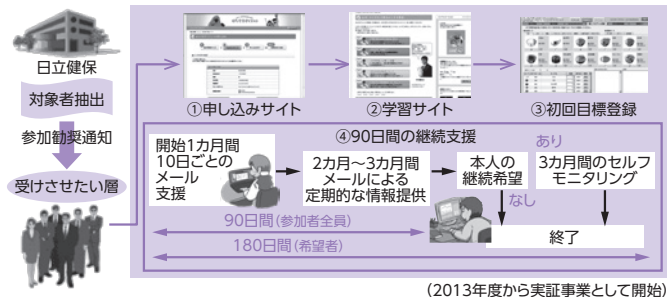 日立健保
対象者抽出
参加勧奨通知
受けさせたい層
①申し込みサイト
②学習サイト
③初回目標登録
④90日間の継続支援
開始1カ月間
10日ごとの
メール
支援
2カ月～3カ月間
メールによる
定期的な情報提供
本人の
継続希望
あり
なし
3カ月間のセルフ
モニタリング
終了
90日間(参加者全員)
180日間(希望者)
(2013年度から実証事業として開始)